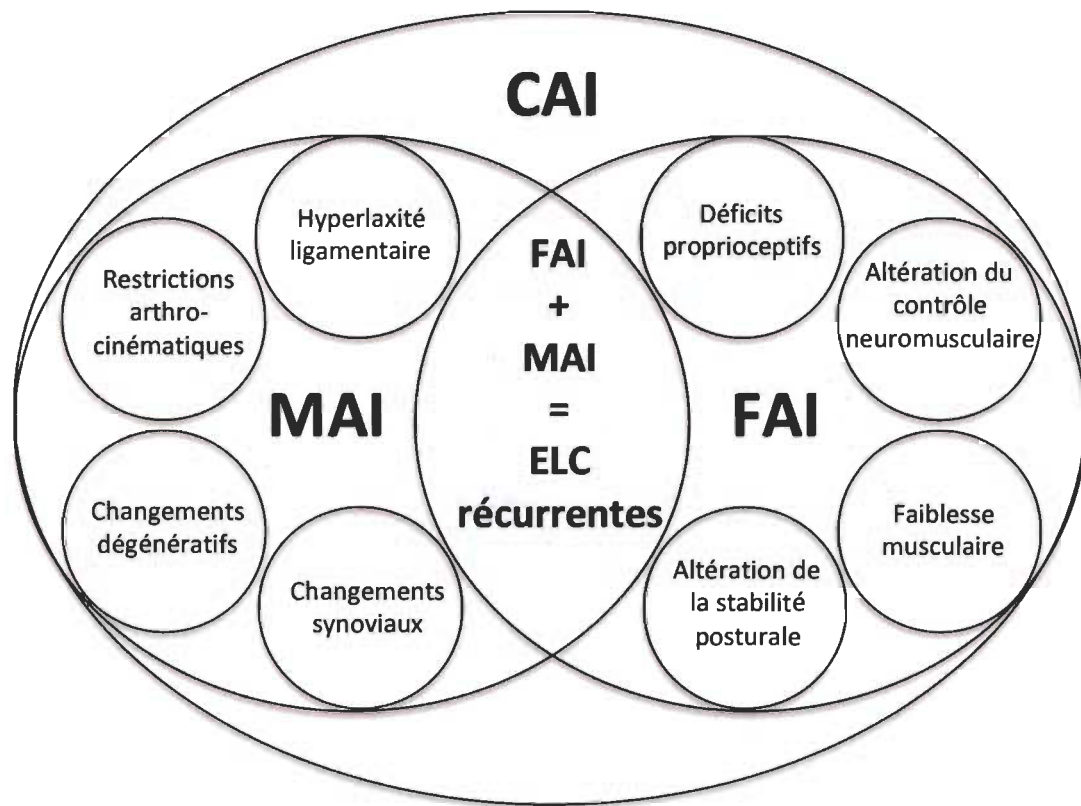 CAI
Hyperlaxité
ligamentaire
Restrictions
arthro-
cinématiques
MAI
Changements
dégénératifs
Changements
synoviaux
FAI
+
MAI
=
ELC
récurrentes
Déficits
proprioceptifs
Altération du
contrôle
neuromusculaire
FAI
Faiblesse
musculaire
Altération de
la stabilité
posturale